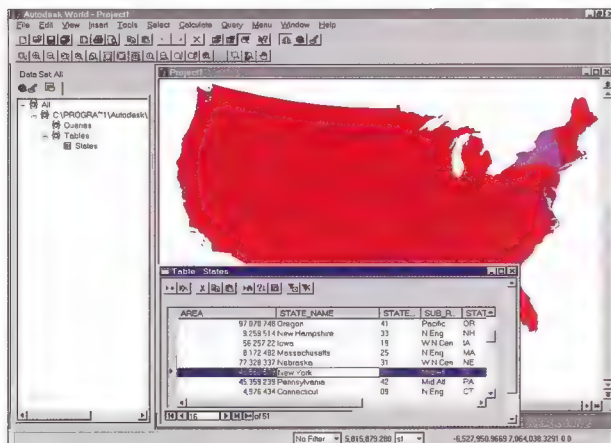 Autodesk World - Project1
File Edit View Insert Tools Select Calculate Query Menu Window Help
Data Set All
All
C:\PROGRA~1\Autodesk\
Queries
Tables
States
Project1
Table States
AREA STATE_NAME STATE... SUB_R... STAT
97 070 748 Oregon 41 Pacific OR
9 259 514 New Hampshire 33 N Eng NH
56 257 22 Iowa 19 W N Cen IA
8 172 482 Massachusetts 25 N Eng MA
77 328 337 Nebraska 31 W N Cen NE
New York
45,359 239 Pennsylvania 42 Mid Atl PA
4,976 434 Connecticut 09 N Eng CT
16 of 51
No Filter 5,815,879.280 sf -6,527,950.9669 7,064,038.3291 0 0